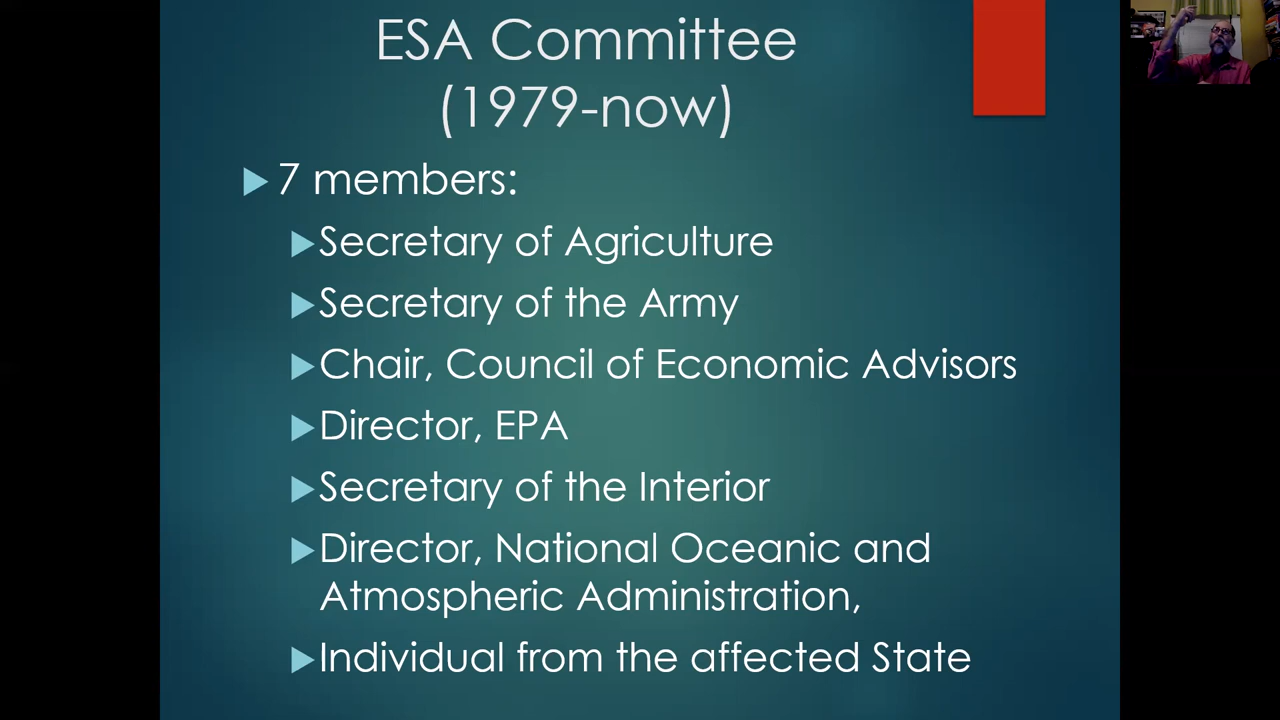 ESA Committee
(1979-now)
7 members:
Secretary of Agriculture
Secretary of the Army
Chair, Council of Economic Advisors
Director, EPA
Secretary of the Interior
Director, National Oceanic and
Atmospheric Administration,
Individual from the affected State